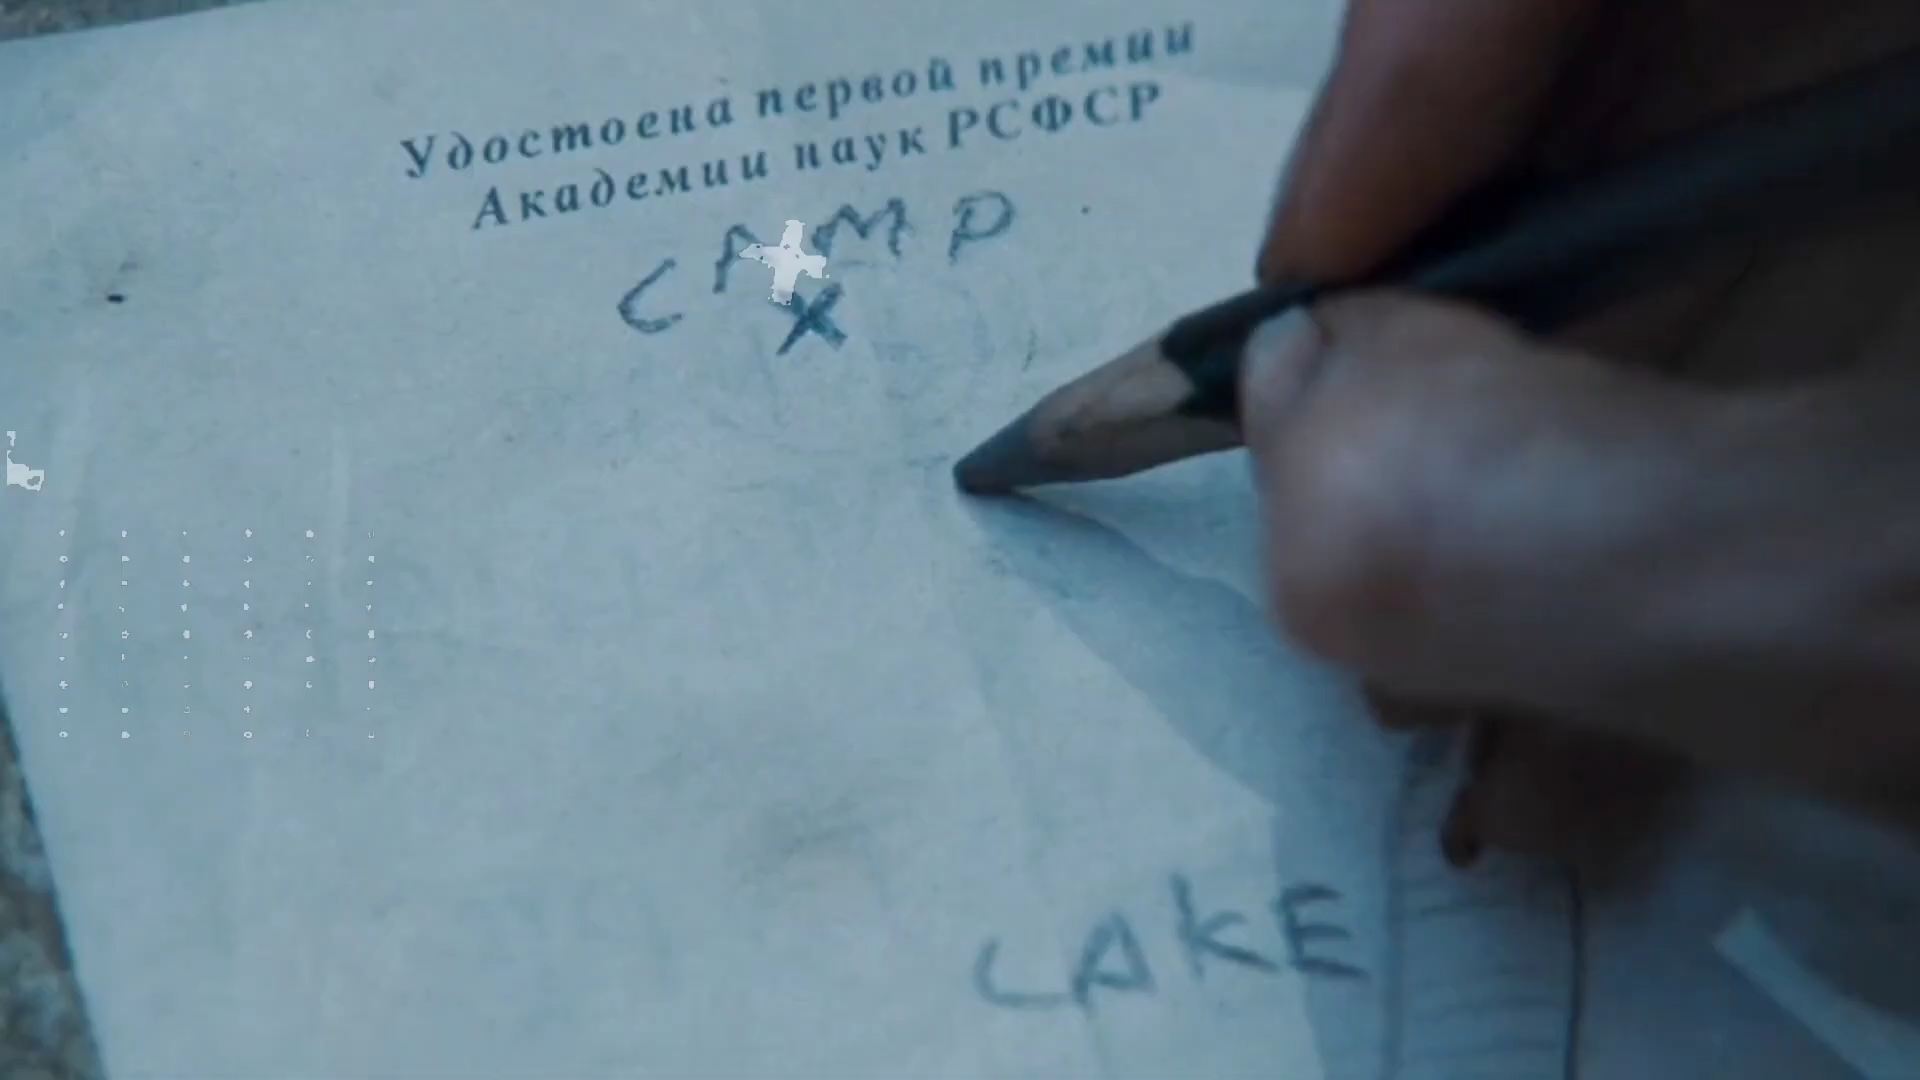 Удостоена первой премии
Академии наук РСФСР
CAMP
X
LAKE